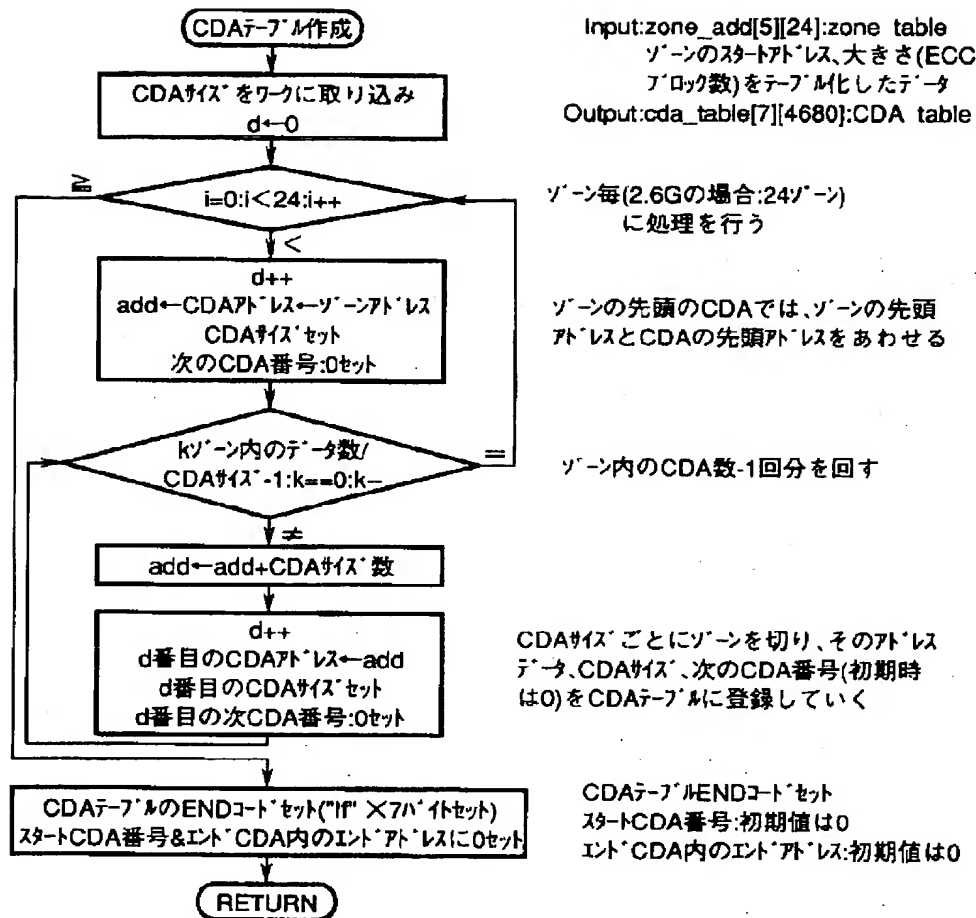 CDAテーブル作成
Input:zone_add[5][24]:zone table
ゾーンのスタートアドレス、大きさ(ECC
ブロック数)をテーブル化したデータ
Output:cda_table[7][4680]:CDA table
CDAサイズをワークに取り込み
d←0
i=0:i<24:i++
≧
<
ゾーン毎(2.6Gの場合:24ゾーン)
に処理を行う
d++
add←CDAアドレス←ゾーンアドレス
CDAサイズセット
次のCDA番号:0セット
ゾーンの先頭のCDAでは、ゾーンの先頭
アドレスとCDAの先頭アドレスをあわせる
kゾーン内のデータ数/
CDAサイズ-1:k==0:k--
=
≠
ゾーン内のCDA数-1回分を回す
add←add+CDAサイズ数
d++
d番目のCDAアドレス←add
d番目のCDAサイズセット
d番目の次CDA番号:0セット
CDAサイズごとにゾーンを切り、そのアドレス
データ、CDAサイズ、次のCDA番号(初期時
は0)をCDAテーブルに登録していく
CDAテーブルのENDコードセット("ff" ×7バイトセット)
スタートCDA番号&エンドCDA内のエンドアドレスに0セット
CDAテーブルENDコードセット
スタートCDA番号:初期値は0
エンドCDA内のエンドアドレス:初期値は0
RETURN